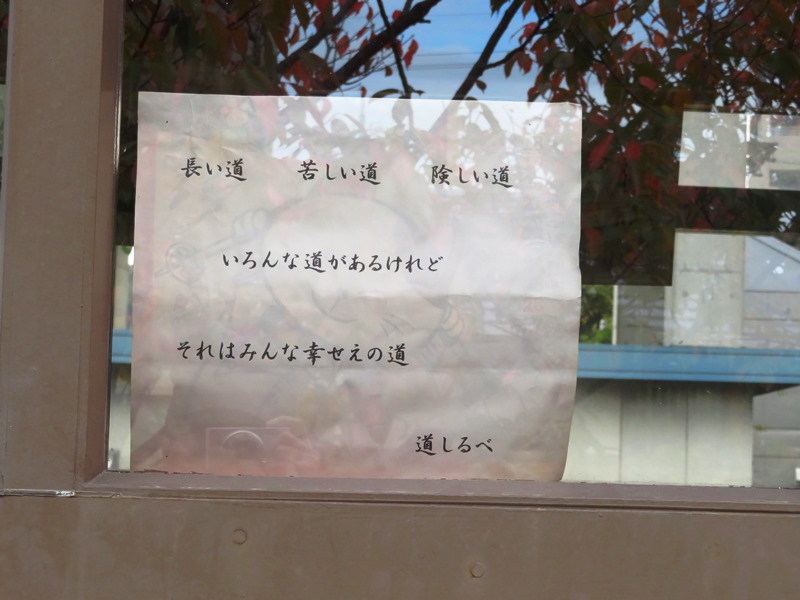 長い道　苦しい道　険しい道
いろんな道があるけれど
それはみんな幸せえの道
道しるべ